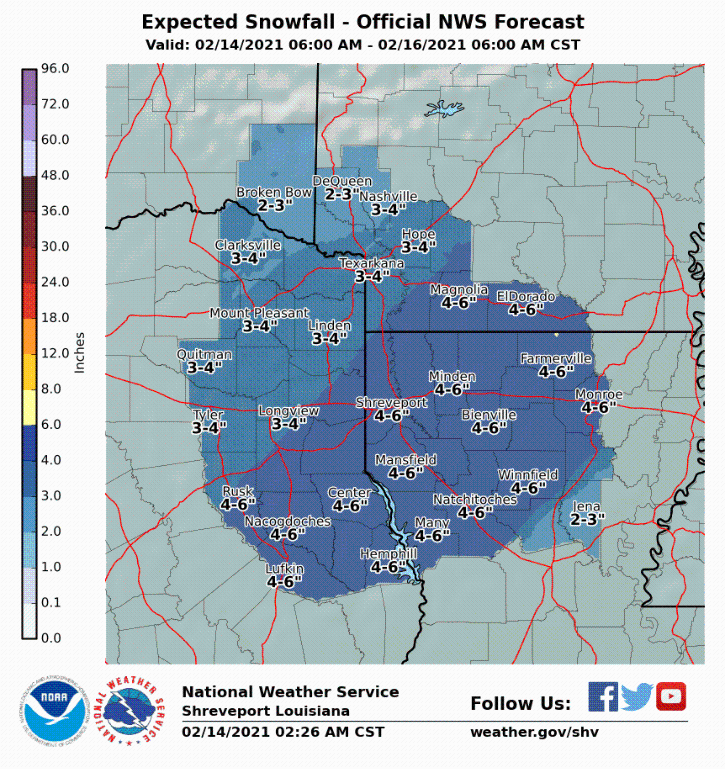 Expected Snowfall - Official NWS Forecast
Valid: 02/14/2021 06:00 AM - 02/16/2021 06:00 AM CST
96.0
72.0
60.0
48.0
36.0
30.0
24.0
18.0
12.0
8.0
6.0
4.0
3.0
2.0
1.0
0.1
0.0
Inches
Broken Bow
2-3"
DeQueen
2-3"
Nashville
3-4"
Clarksville
3-4"
Hope
3-4"
Texarkana
3-4"
Magnolia
4-6"
ElDorado
4-6"
Mount Pleasant
3-4"
Linden
3-4"
Quitman
3-4"
Farmerville
4-6"
Minden
4-6"
Monroe
4-6"
Tyler
3-4"
Longview
3-4"
Shreveport
4-6"
Bienville
4-6"
Mansfield
4-6"
Winnfield
4-6"
Rusk
4-6"
Center
4-6"
Natchitoches
4-6"
Jena
2-3"
Nacogdoches
4-6"
Many
4-6"
Hemphill
4-6"
Lufkin
4-6"
NOAA
NATIONAL WEATHER SERVICE
National Weather Service
Shreveport Louisiana
02/14/2021 02:26 AM CST
Follow Us:
weather.gov/shv